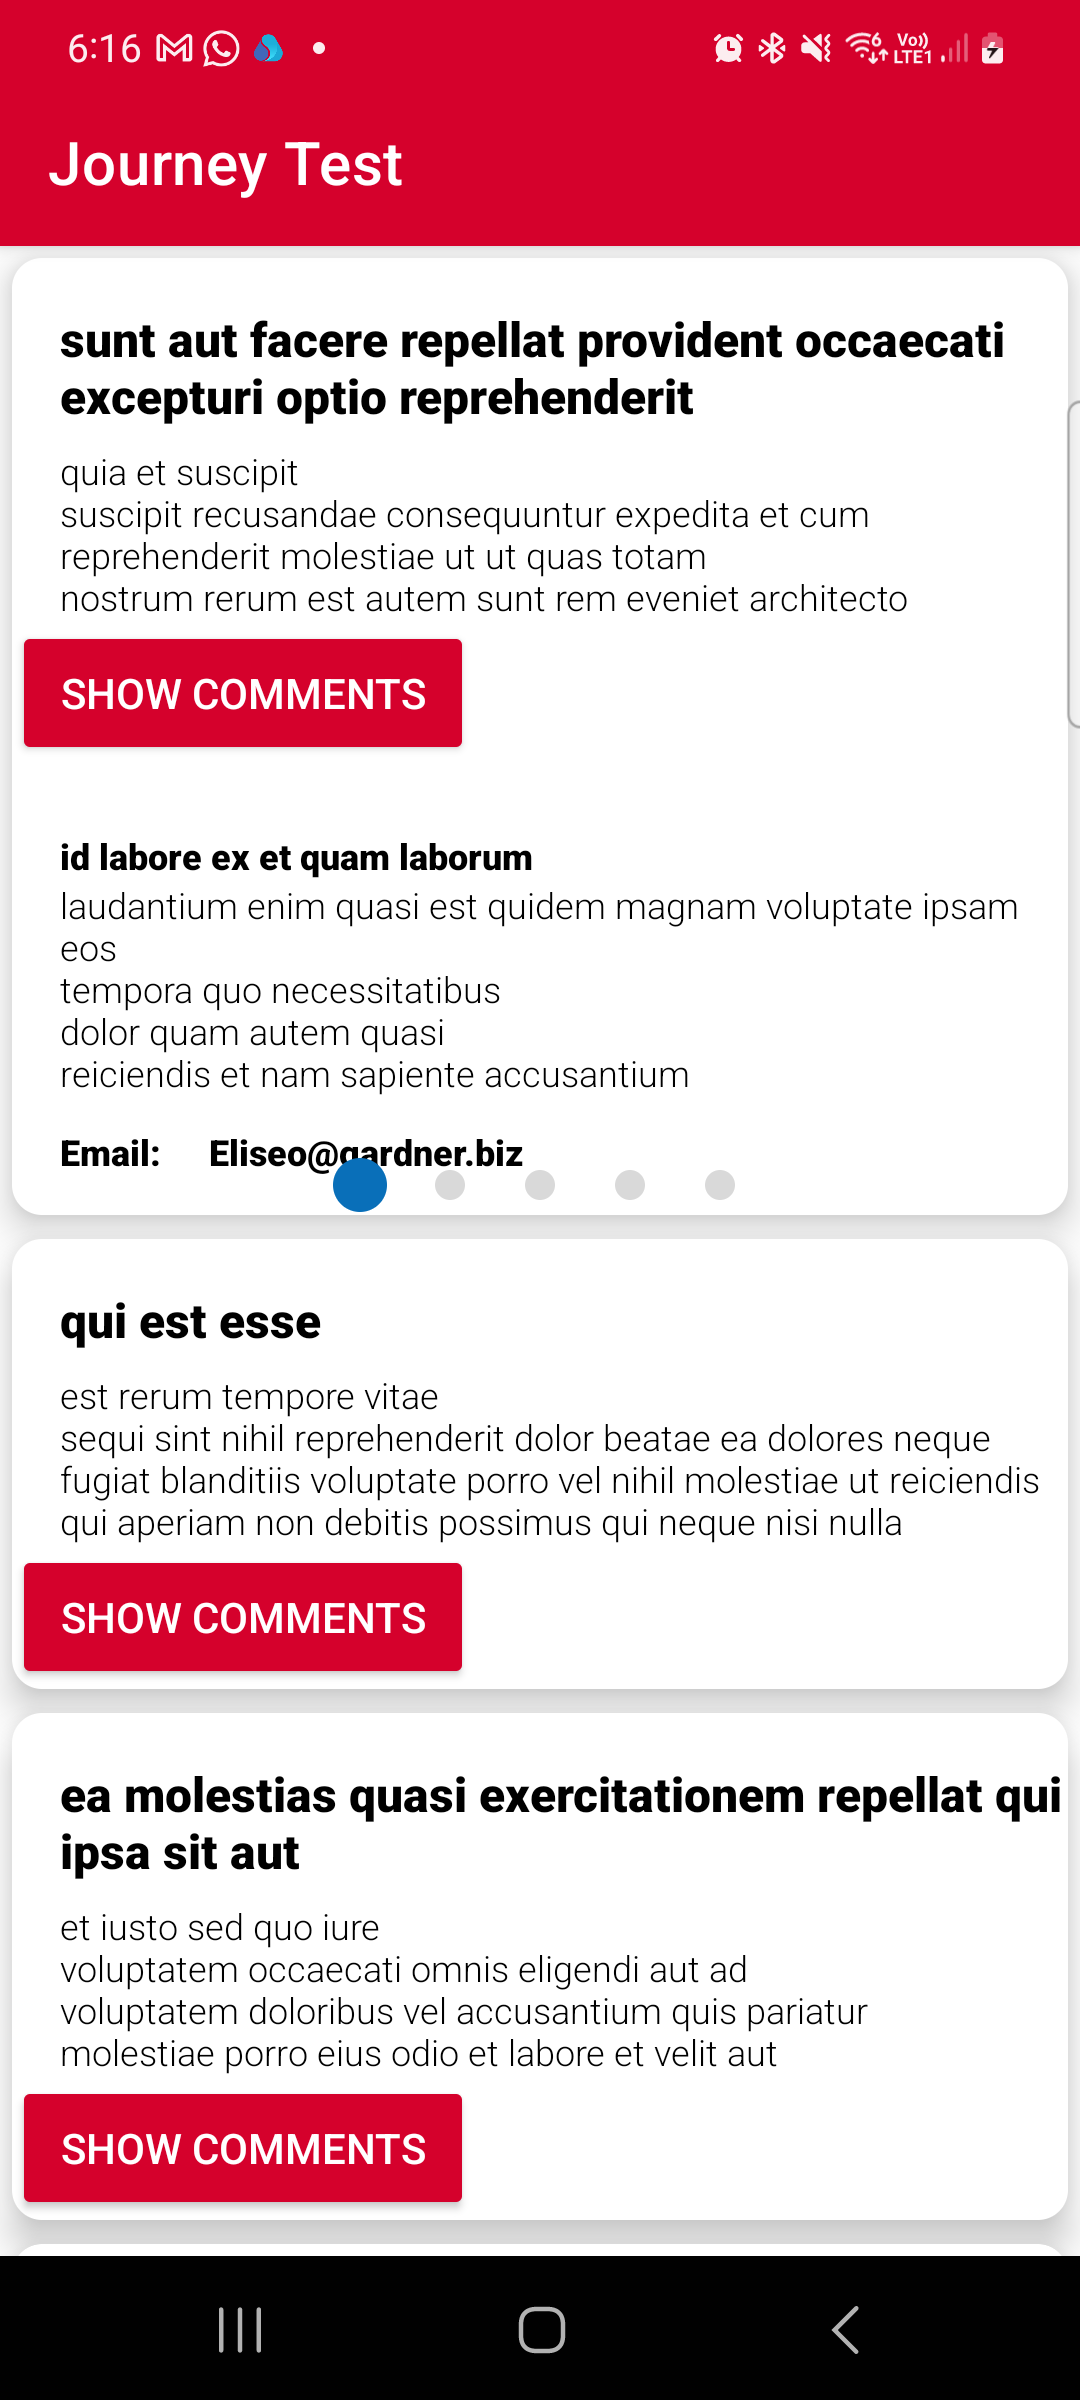 6:16
6
Vo))
LTE1
Journey Test
sunt aut facere repellat provident occaecati
excepturi optio reprehenderit
quia et suscipit
suscipit recusandae consequuntur expedita et cum
reprehenderit molestiae ut ut quas totam
nostrum rerum est autem sunt rem eveniet architecto
SHOW COMMENTS
id labore ex et quam laborum
laudantium enim quasi est quidem magnam voluptate ipsam
eos
tempora quo necessitatibus
dolor quam autem quasi
reiciendis et nam sapiente accusantium
Email: Eliseo@gardner.biz
qui est esse
est rerum tempore vitae
sequi sint nihil reprehenderit dolor beatae ea dolores neque
fugiat blanditiis voluptate porro vel nihil molestiae ut reiciendis
qui aperiam non debitis possimus qui neque nisi nulla
SHOW COMMENTS
ea molestias quasi exercitationem repellat qui
ipsa sit aut
et iusto sed quo iure
voluptatem occaecati omnis eligendi aut ad
voluptatem doloribus vel accusantium quis pariatur
molestiae porro eius odio et labore et velit aut
SHOW COMMENTS